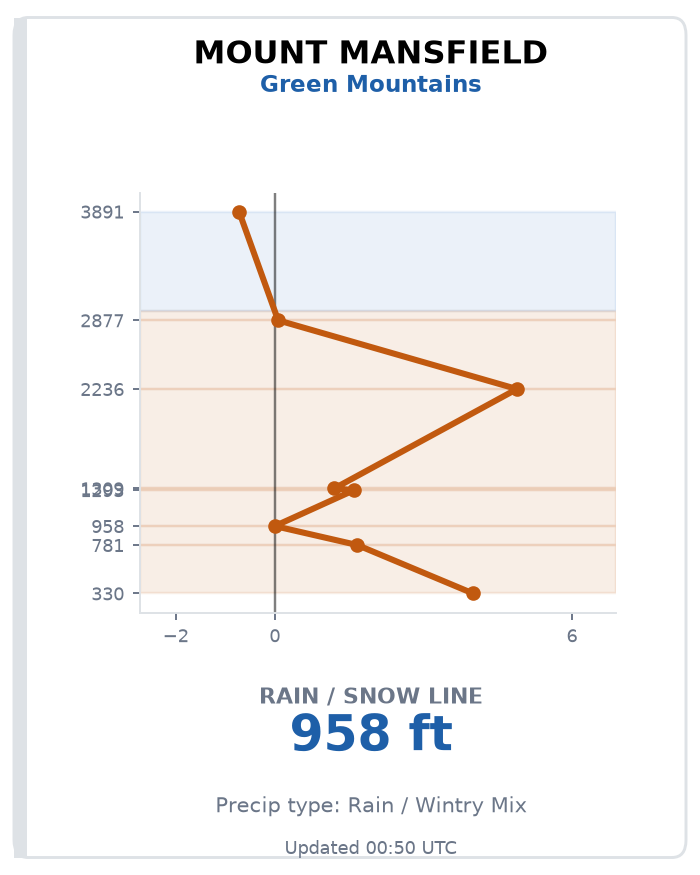 MOUNT MANSFIELD
Green Mountains
3891
2877
2236
958
781
330
−2 0 6
RAIN / SNOW LINE
958 ft
Precip type: Rain / Wintry Mix
Updated 00:50 UTC